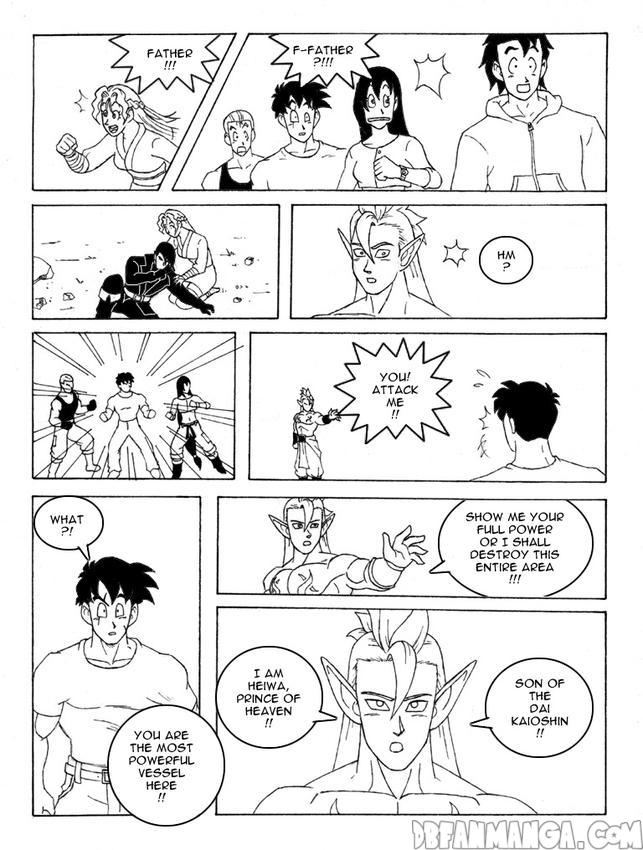 FATHER
!!!
F-FATHER
?!!!
HM
?
YOU!
ATTACK
ME
!!
WHAT
?!
SHOW ME YOUR
FULL POWER
OR I SHALL
DESTROY THIS
ENTIRE AREA
!!!
YOU ARE
THE MOST
POWERFUL
VESSEL
HERE
!!
I AM
HEIWA,
PRINCE OF
HEAVEN
!!
SON OF
THE
DAI
KAIOSHIN
!!
DBFANMANGA.COM